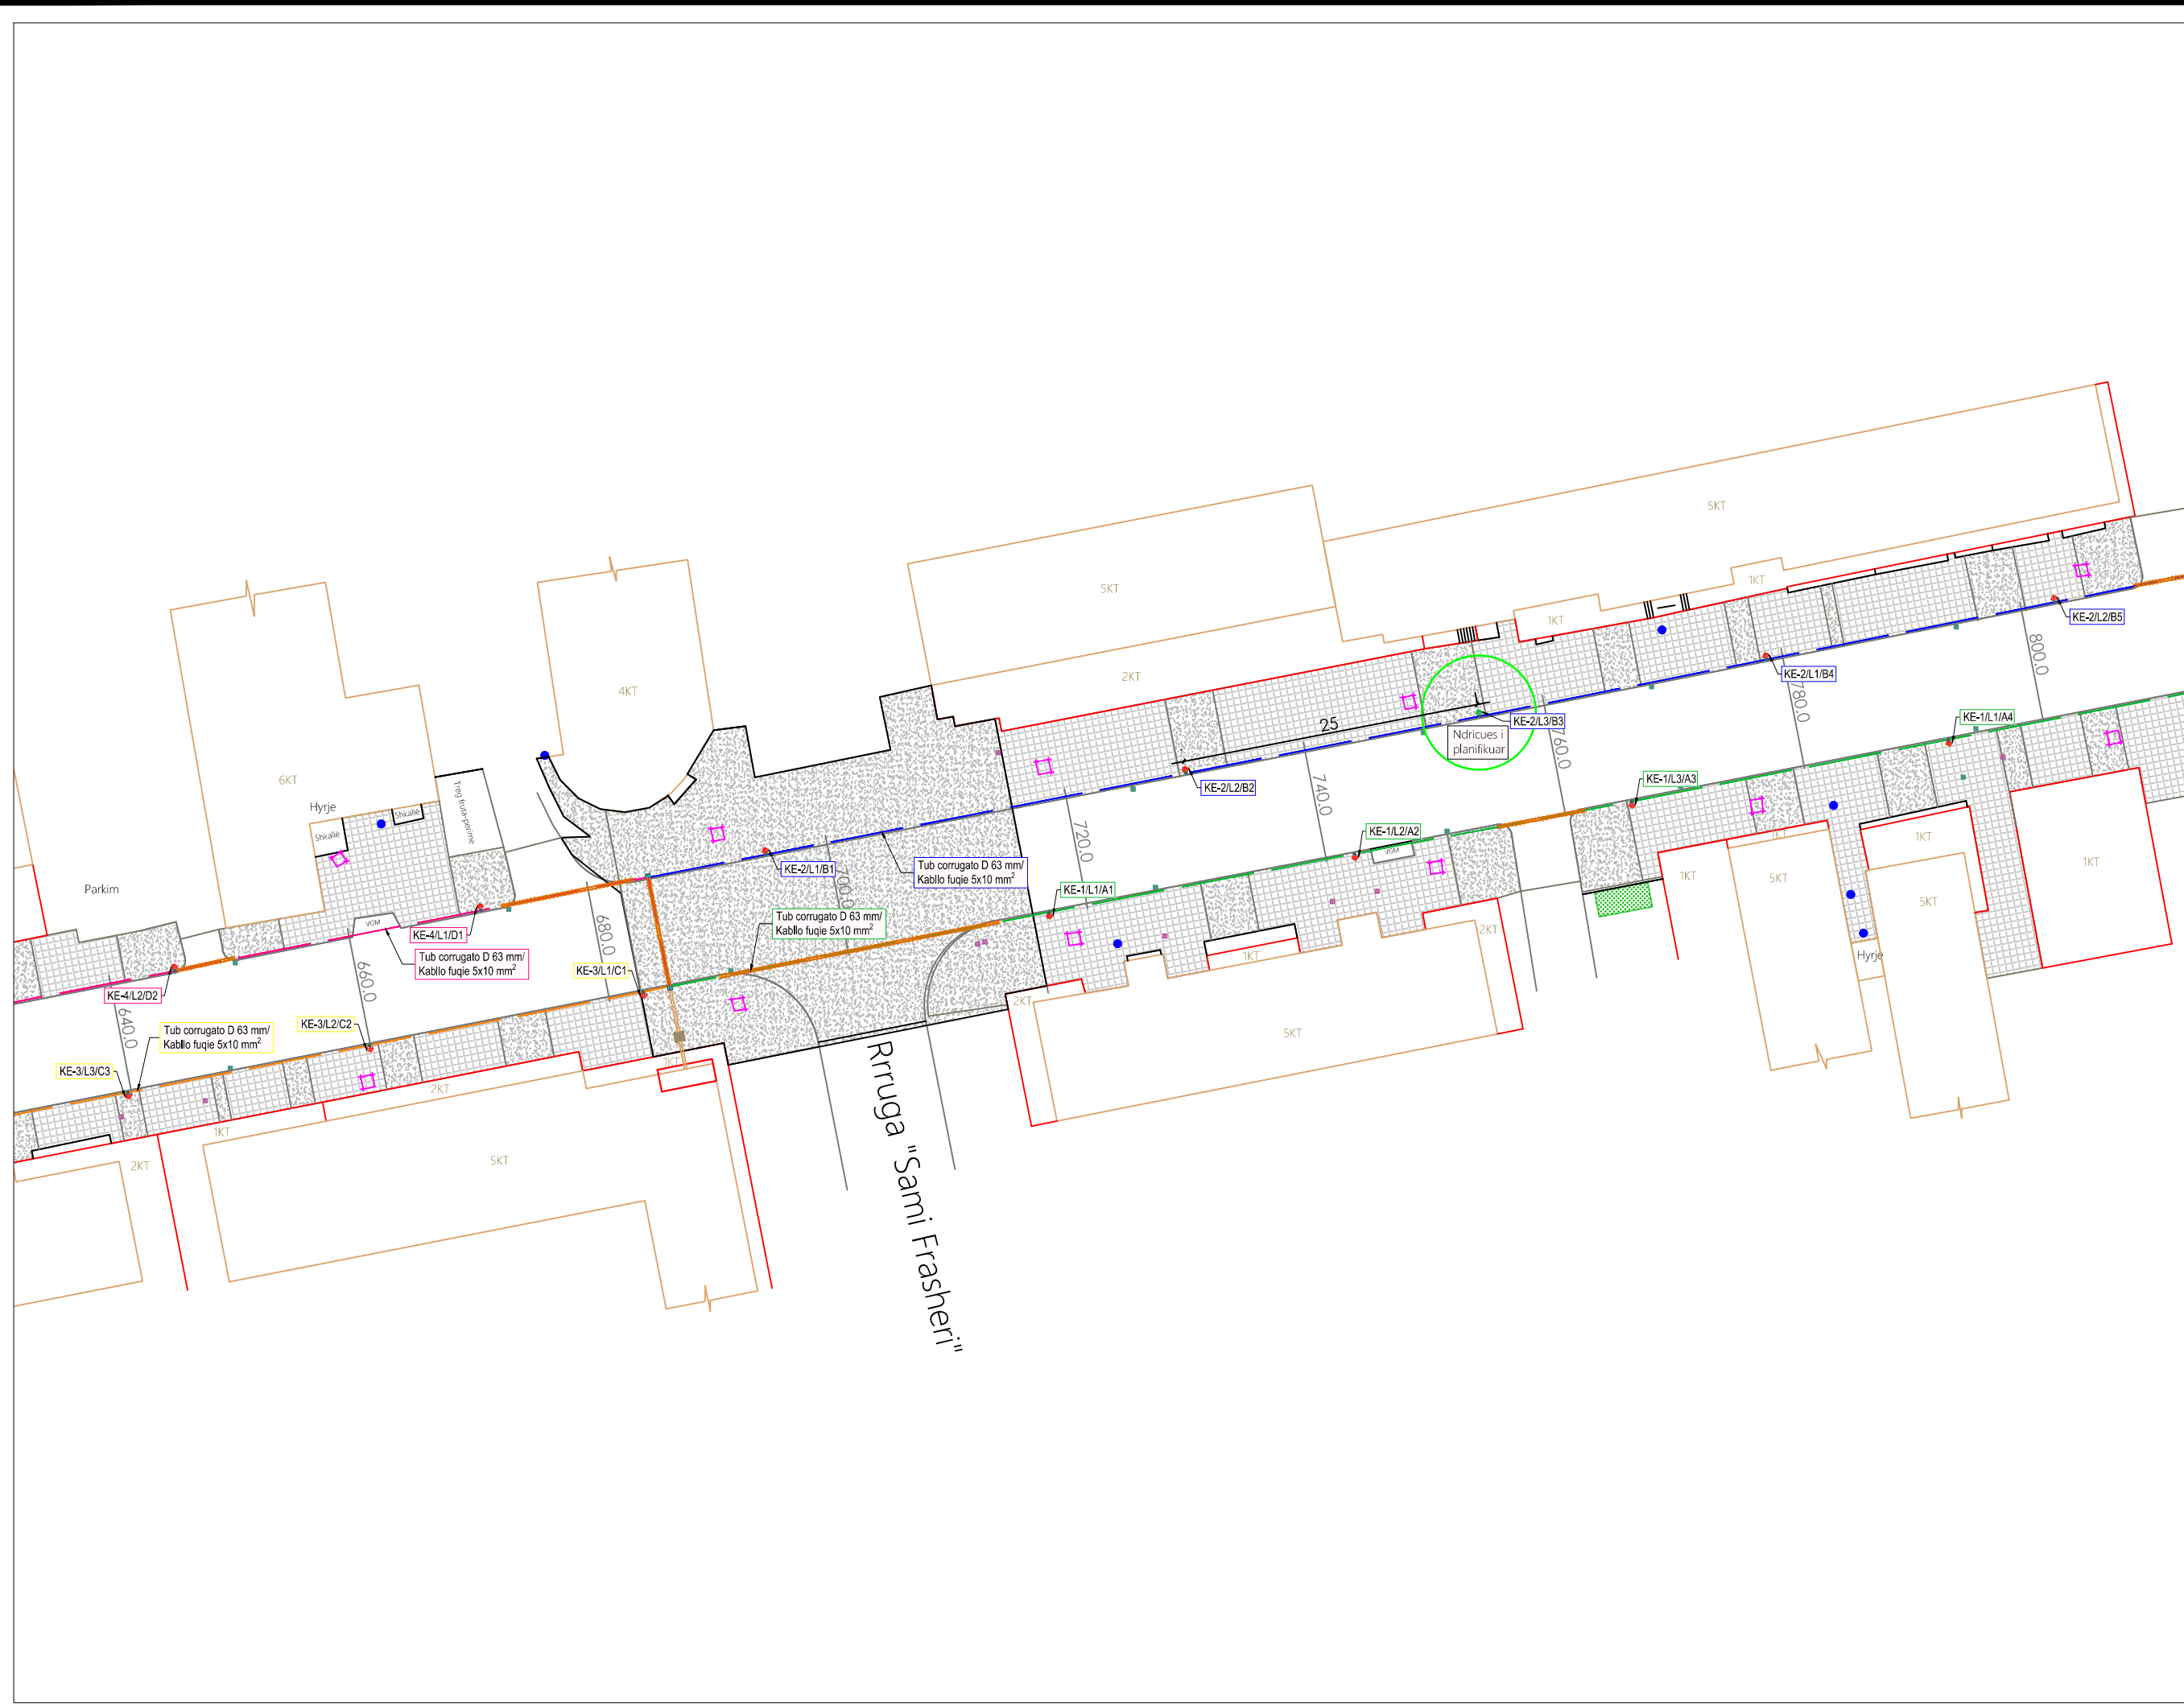 5KT
5KT
1KT
1KT
KE-2/L2/B5
800.0
2KT
4KT
KE-2/L1/B4
780.0
25
KE-2/L3/B3
Ndricues i
planifikuar
760.0
KE-1/L1/A4
6KT
Hyrje
Shkallë
Shkallë
Treg fruta-perime
KE-2/L2/B2
740.0
KE-1/L3/A3
720.0
KE-1/L2/A2
VGM
1KT
1KT
1KT
5KT
1KT
5KT
Hyrje
KE-2/L1/B1
700.0
Tub corrugato D 63 mm/
Kabllo fuqie 5x10 mm²
KE-1/L1/A1
Tub corrugato D 63 mm/
Kabllo fuqie 5x10 mm²
Parkim
VGM
KE-4/L1/D1
680.0
Tub corrugato D 63 mm/
Kabllo fuqie 5x10 mm²
KE-3/L1/C1
1KT
2KT
2KT
5KT
KE-4/L2/D2
660.0
640.0
Tub corrugato D 63 mm/
Kabllo fuqie 5x10 mm²
KE-3/L2/C2
KE-3/L3/C3
1KT
2KT
1KT
2KT
5KT
Rrruga "Sami Frasheri"